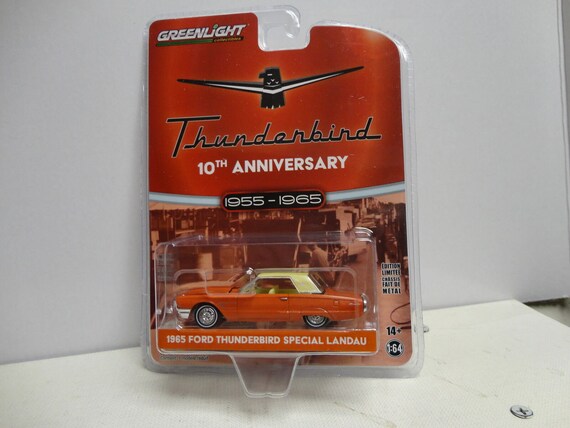 GREENLIGHT
Thunderbird
10TH ANNIVERSARY
1955-1965
EDITION
LIMITÉE
CHASSIS
FAIT DE
METAL
14+
1:64
1965 FORD THUNDERBIRD SPECIAL LANDAU